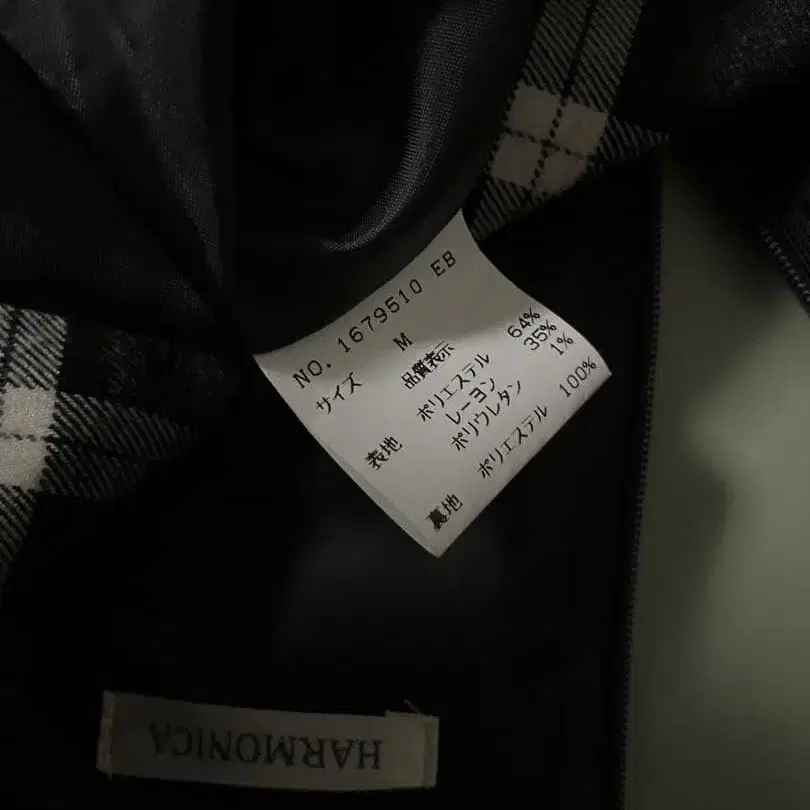 NO. 1679510 EB
サイズ M
品質表示
表地 ポリエステル 64%
レーヨン 35%
ポリウレタン 1%
裏地 ポリエステル 100%
HARMONICA